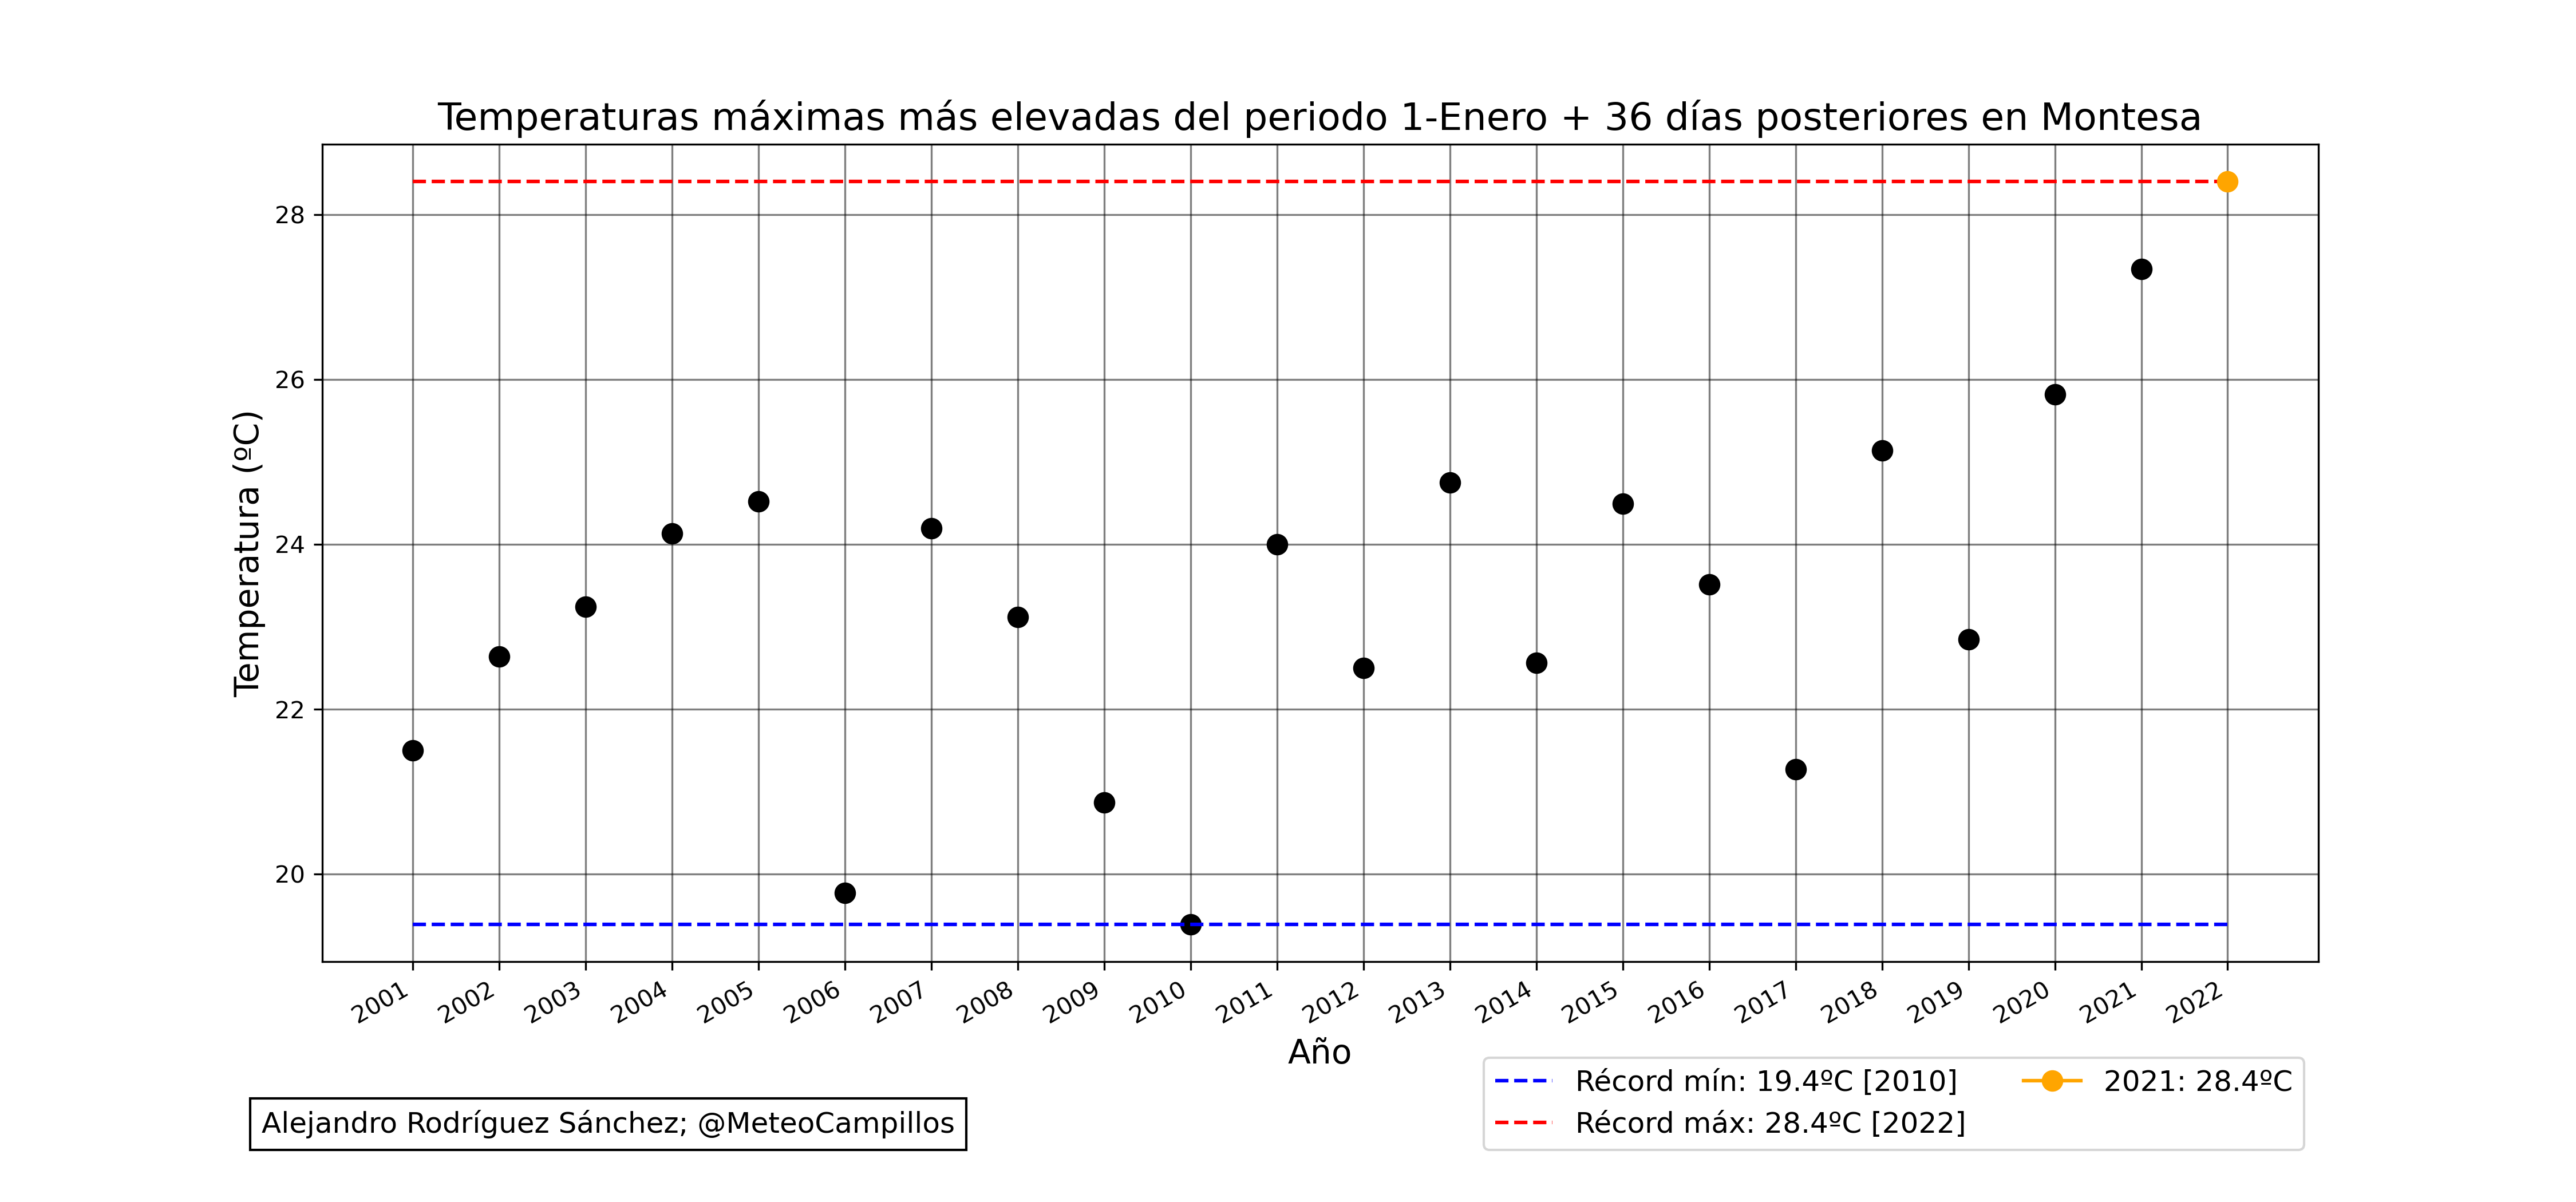 Temperaturas máximas más elevadas del periodo 1-Enero + 36 días posteriores en Montesa
Temperatura (ºC)
28
26
24
22
20
2001 2002 2003 2004 2005 2006 2007 2008 2009 2010 2011 2012 2013 2014 2015 2016 2017 2018 2019 2020 2021 2022
Año
Récord mín: 19.4ºC [2010]
Récord máx: 28.4ºC [2022]
2021: 28.4ºC
Alejandro Rodríguez Sánchez; @MeteoCampillos